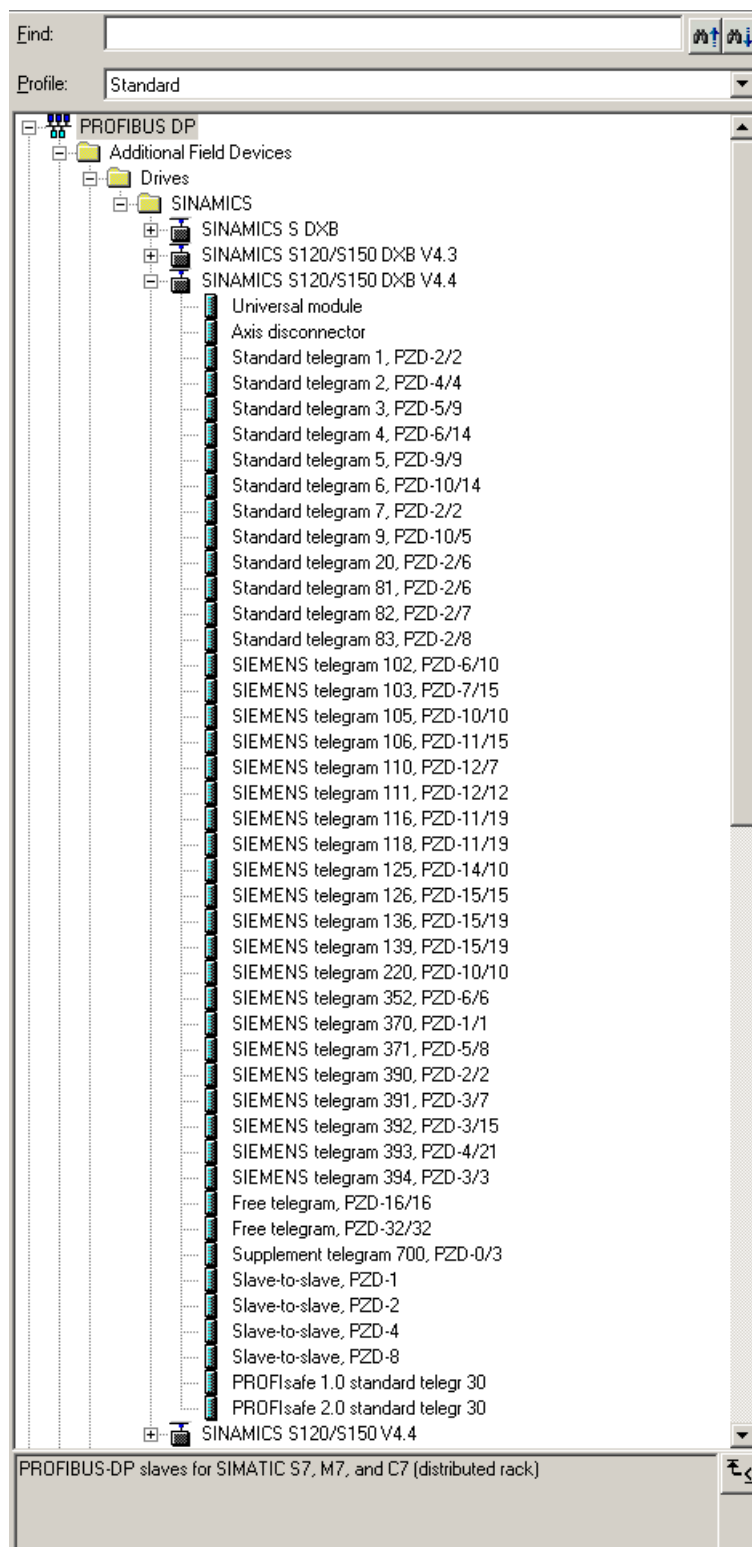 Find:
Profile: Standard
PROFIBUS DP
Additional Field Devices
Drives
SINAMICS
SINAMICS S DXB
SINAMICS S120/S150 DXB V4.3
SINAMICS S120/S150 DXB V4.4
Universal module
Axis disconnector
Standard telegram 1, PZD-2/2
Standard telegram 2, PZD-4/4
Standard telegram 3, PZD-5/9
Standard telegram 4, PZD-6/14
Standard telegram 5, PZD-9/9
Standard telegram 6, PZD-10/14
Standard telegram 7, PZD-2/2
Standard telegram 9, PZD-10/5
Standard telegram 20, PZD-2/6
Standard telegram 81, PZD-2/6
Standard telegram 82, PZD-2/7
Standard telegram 83, PZD-2/8
SIEMENS telegram 102, PZD-6/10
SIEMENS telegram 103, PZD-7/15
SIEMENS telegram 105, PZD-10/10
SIEMENS telegram 106, PZD-11/15
SIEMENS telegram 110, PZD-12/7
SIEMENS telegram 111, PZD-12/12
SIEMENS telegram 116, PZD-11/19
SIEMENS telegram 118, PZD-11/19
SIEMENS telegram 125, PZD-14/10
SIEMENS telegram 126, PZD-15/15
SIEMENS telegram 136, PZD-15/19
SIEMENS telegram 139, PZD-15/19
SIEMENS telegram 220, PZD-10/10
SIEMENS telegram 352, PZD-6/6
SIEMENS telegram 370, PZD-1/1
SIEMENS telegram 371, PZD-5/8
SIEMENS telegram 390, PZD-2/2
SIEMENS telegram 391, PZD-3/7
SIEMENS telegram 392, PZD-3/15
SIEMENS telegram 393, PZD-4/21
SIEMENS telegram 394, PZD-3/3
Free telegram, PZD-16/16
Free telegram, PZD-32/32
Supplement telegram 700, PZD-0/3
Slave-to-slave, PZD-1
Slave-to-slave, PZD-2
Slave-to-slave, PZD-4
Slave-to-slave, PZD-8
PROFIsafe 1.0 standard telegr 30
PROFIsafe 2.0 standard telegr 30
SINAMICS S120/S150 V4.4
PROFIBUS-DP slaves for SIMATIC S7, M7, and C7 (distributed rack)